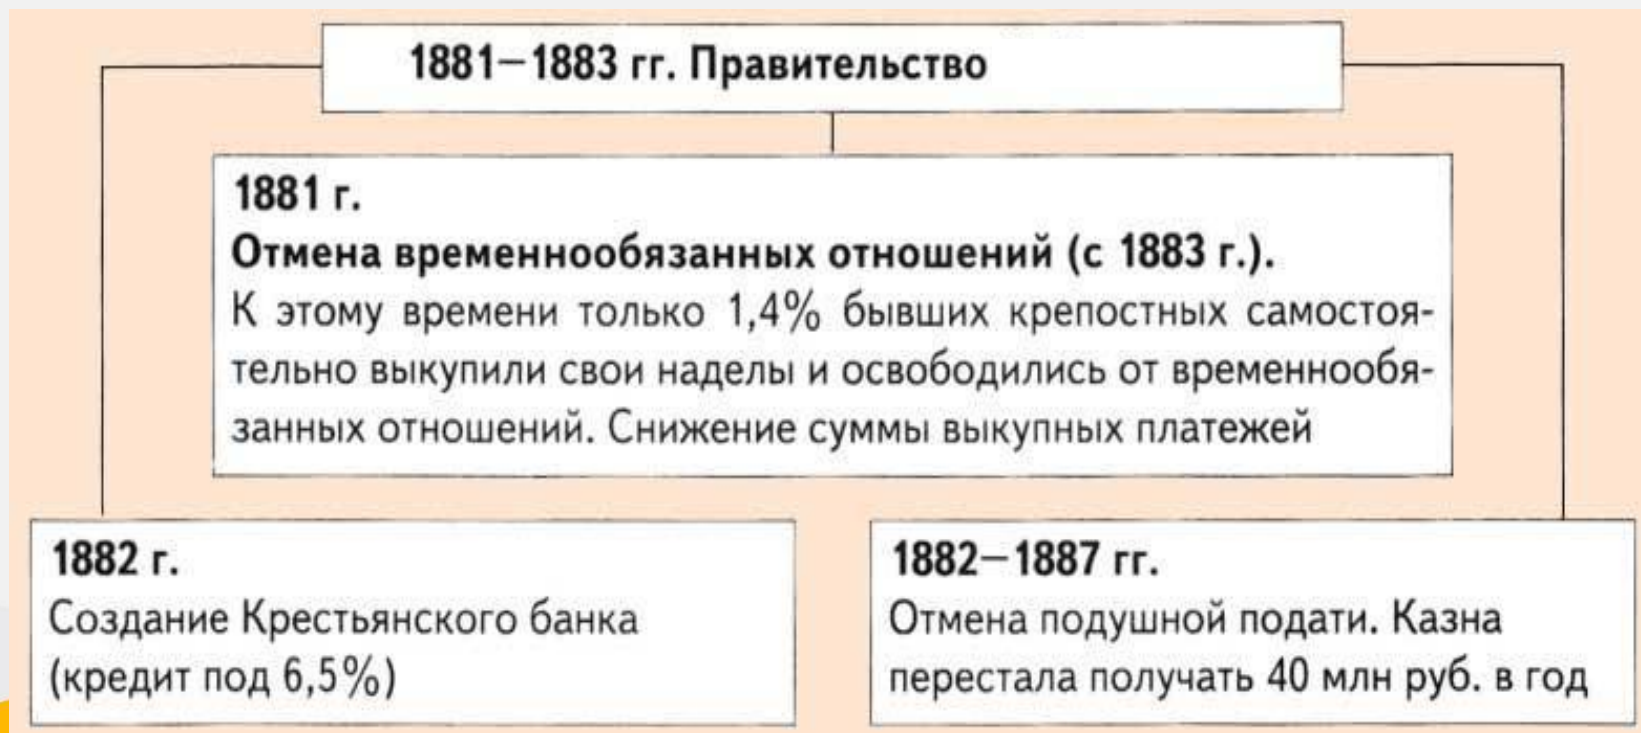 1881—1883 гг. Правительство
1881 г.
Отмена временнообязанных отношений (с 1883 г.).
К этому времени только 1,4% бывших крепостных самостоя-
тельно выкупили свои наделы и освободились от временнообя-
занных отношений. Снижение суммы выкупных платежей
1882 г.
Создание Крестьянского банка
(кредит под 6,5%)
1882—1887 гг.
Отмена подушной подати. Казна
перестала получать 40 млн руб. в год